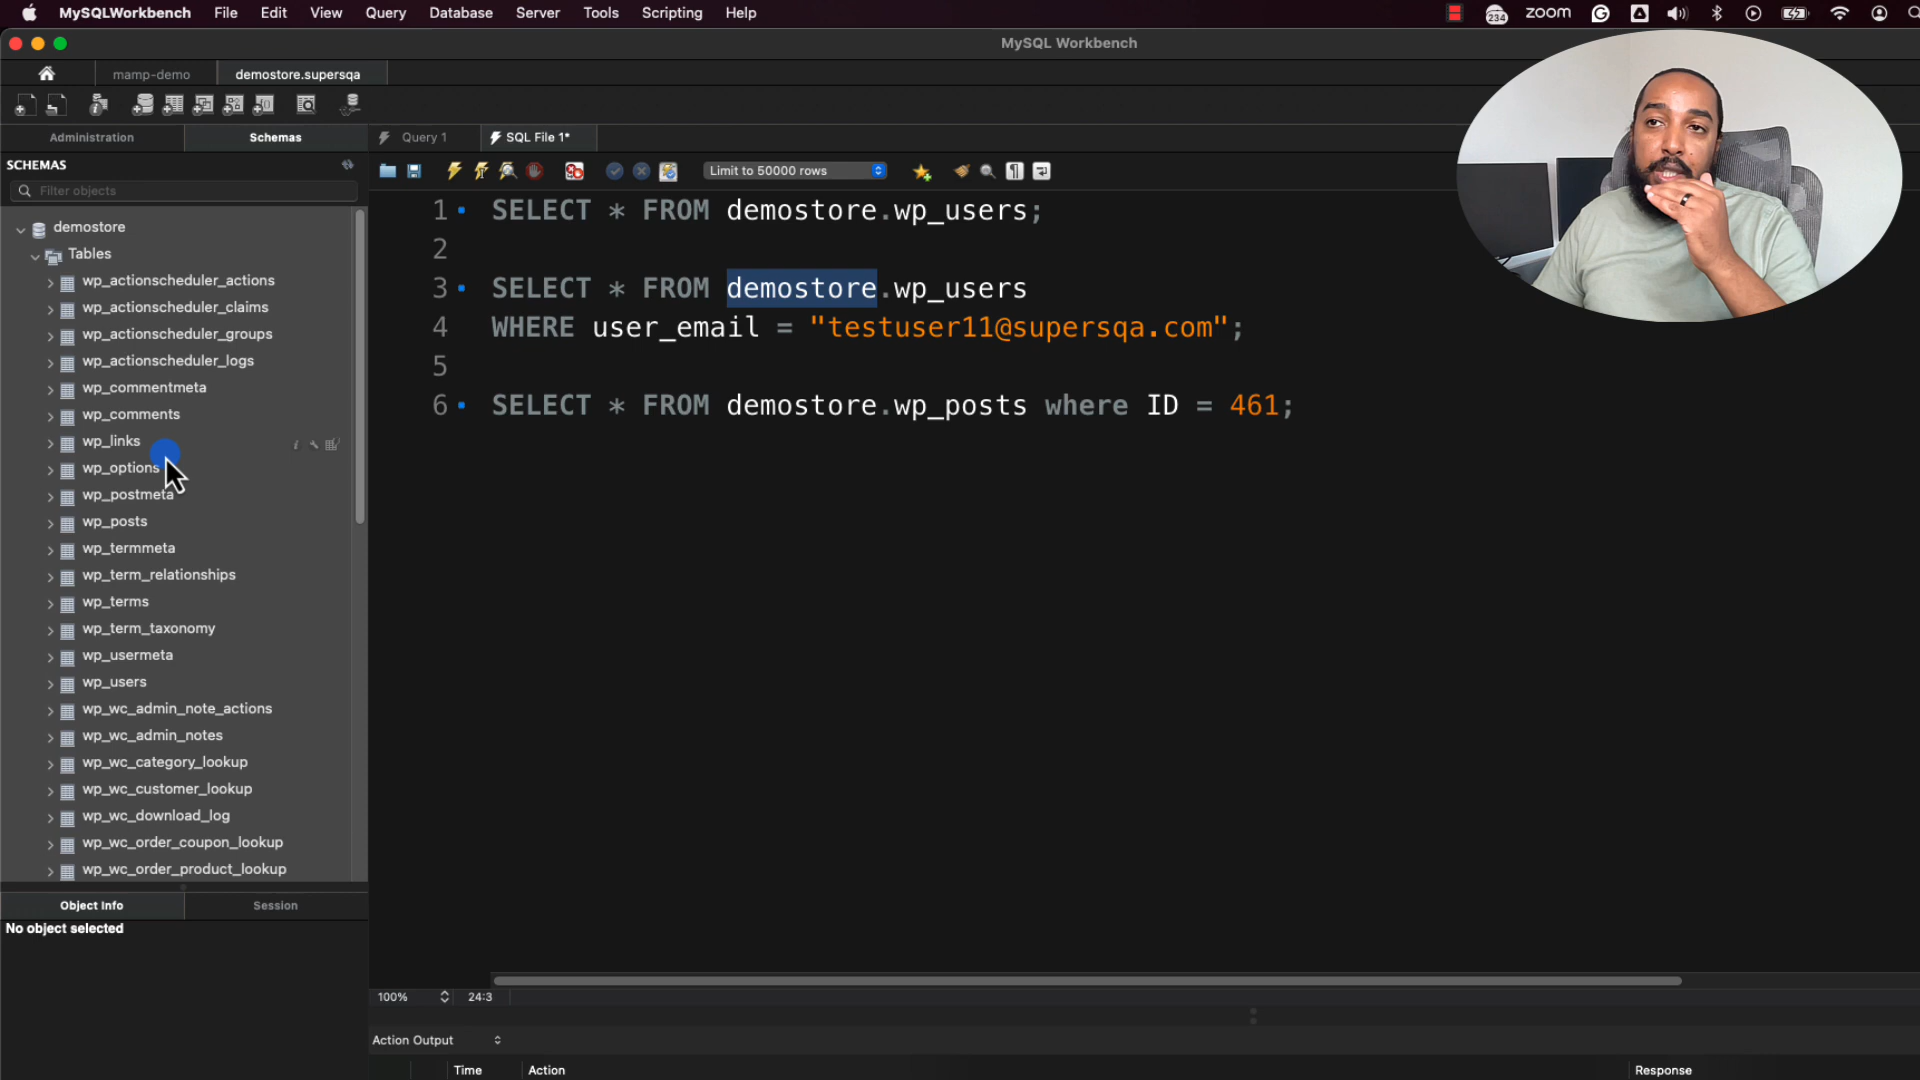 MySQLWorkbench File Edit View Query Database Server Tools Scripting Help
234 zoom
MySQL Workbench
mamp-demo demostore.supersqa
Administration Schemas Query 1 SQL File 1*
SCHEMAS
Limit to 50000 rows
Filter objects
demostore
Tables
wp_actionscheduler_actions
wp_actionscheduler_claims
wp_actionscheduler_groups
wp_actionscheduler_logs
wp_commentmeta
wp_comments
wp_links
wp_options
wp_postmeta
wp_posts
wp_termmeta
wp_term_relationships
wp_terms
wp_term_taxonomy
wp_usermeta
wp_users
wp_wc_admin_note_actions
wp_wc_admin_notes
wp_wc_category_lookup
wp_wc_customer_lookup
wp_wc_download_log
wp_wc_order_coupon_lookup
wp_wc_order_product_lookup
1 SELECT * FROM demostore.wp_users;
2
3 SELECT * FROM demostore.wp_users
4 WHERE user_email = "testuser11@supersqa.com";
5
6 SELECT * FROM demostore.wp_posts where ID = 461;
Object Info Session
No object selected
100% 24:3
Action Output
Time Action Response